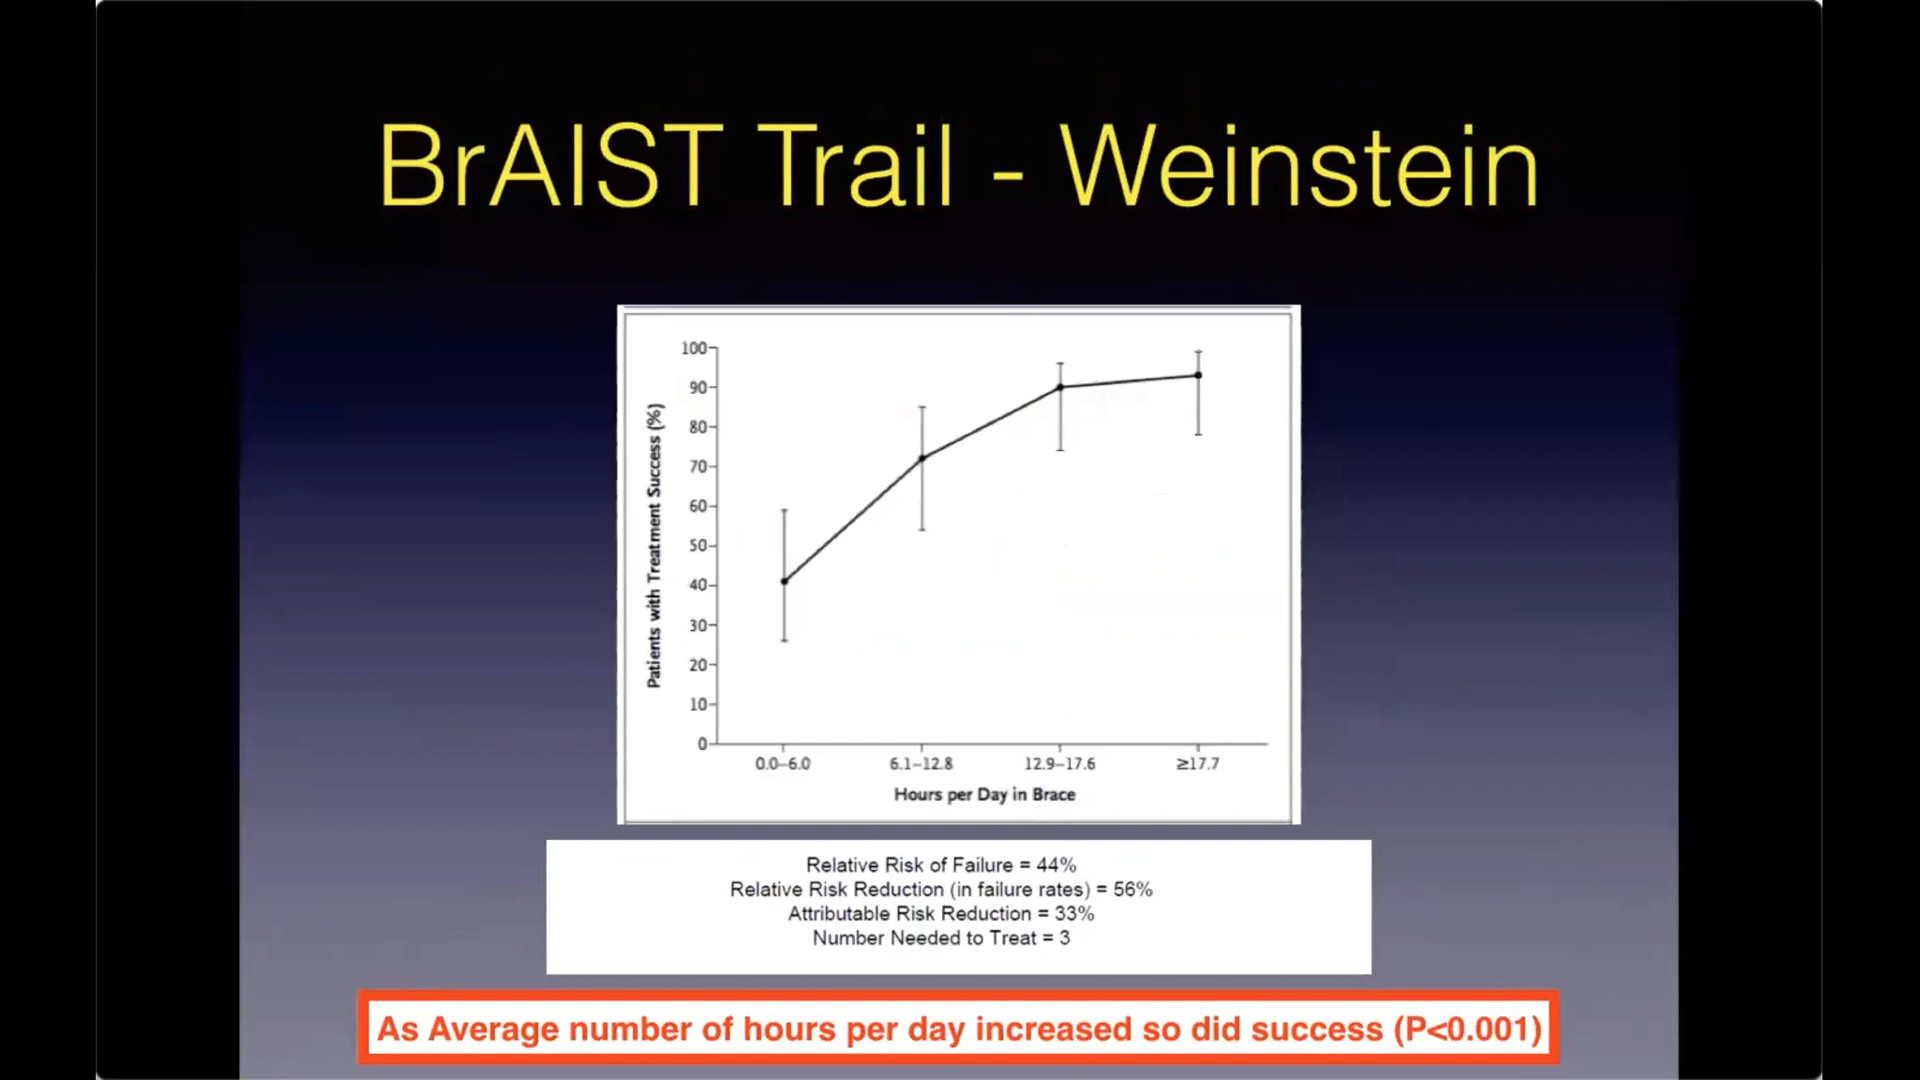 BrAIST Trail - Weinstein
Patients with Treatment Success (%)
100
90
80
70
60
50
40
30
20
10
0
0.0–6.0 6.1–12.8 12.9–17.6 ≥17.7
Hours per Day in Brace
Relative Risk of Failure = 44%
Relative Risk Reduction (in failure rates) = 56%
Attributable Risk Reduction = 33%
Number Needed to Treat = 3
As Average number of hours per day increased so did success (P<0.001)